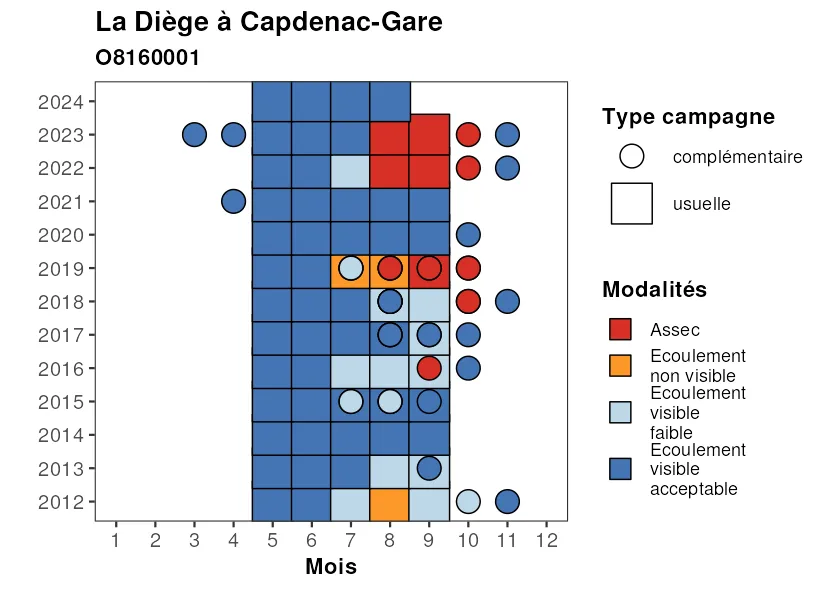 La Diège à Capdenac-Gare
O8160001
2024
2023
2022
2021
2020
2019
2018
2017
2016
2015
2014
2013
2012
1 2 3 4 5 6 7 8 9 10 11 12
Mois
Type campagne
complémentaire
usuelle
Modalités
Assec
Ecoulement
non visible
Ecoulement
visible
faible
Ecoulement
visible
acceptable